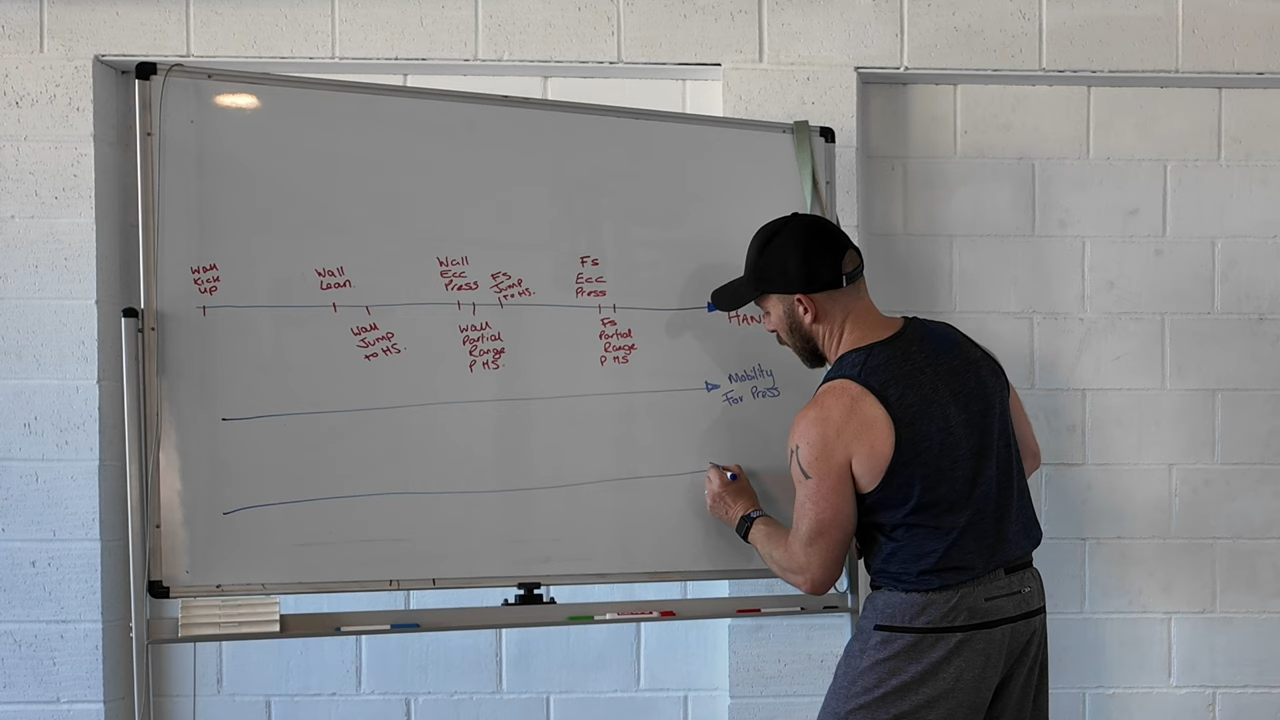 Wall
Kick
up
Wall
Lean.
Wall
Jump
to HS.
Wall
Ecc
Press
Wall
Partial
Range
P HS.
FS
Jump
to HS.
Fs
Ecc
Press
Fs
Partial
Range
P HS
HAN
Mobility
For Press